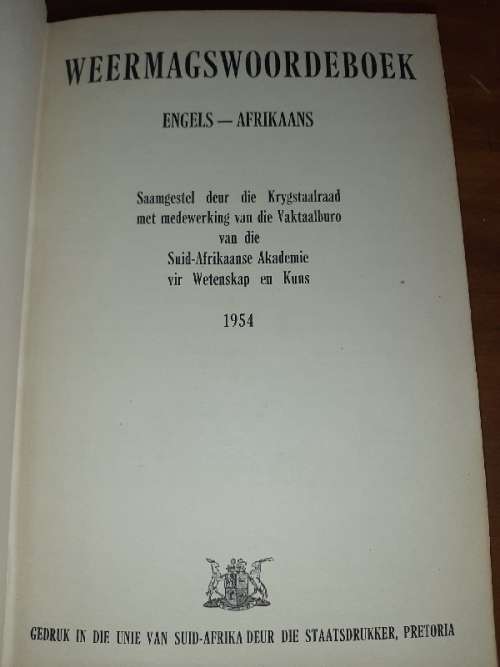 WEERMAGSWOORDEBOEK
ENGELS — AFRIKAANS
Saamgestel deur die Krygstaalraad
met medewerking van die Vaktaalburo
van die
Suid-Afrikaanse Akademie
vir Wetenskap en Kuns
1954
GEDRUK IN DIE UNIE VAN SUID-AFRIKA DEUR DIE STAATSDRUKKER, PRETORIA